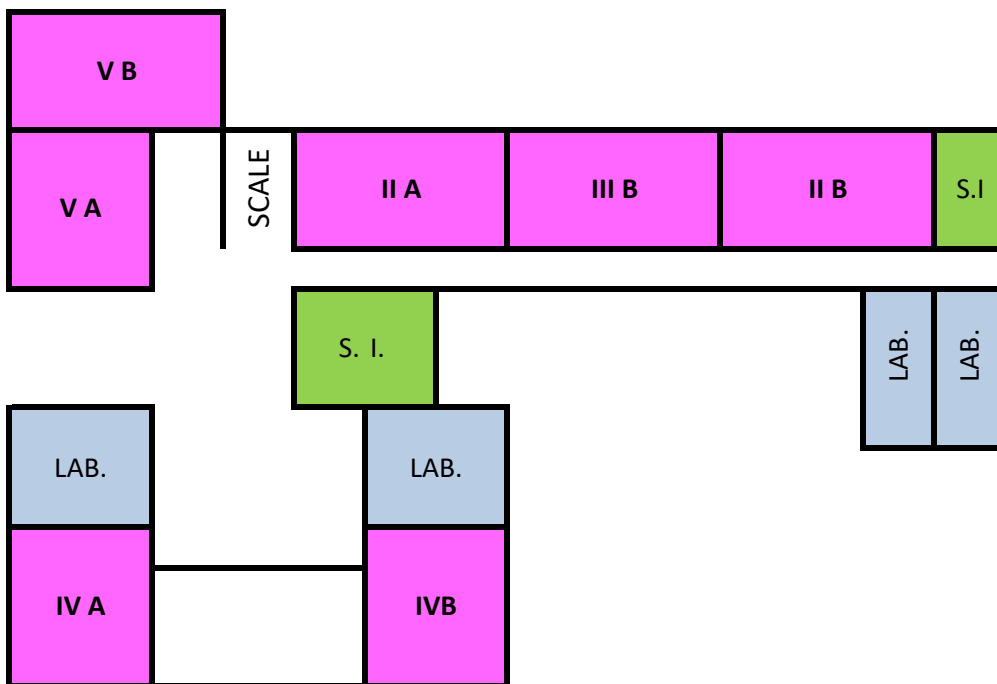 V B
V A
SCALE
II A
III B
II B
S.I
S. I.
LAB.
LAB.
LAB.
LAB.
IV A
IVB